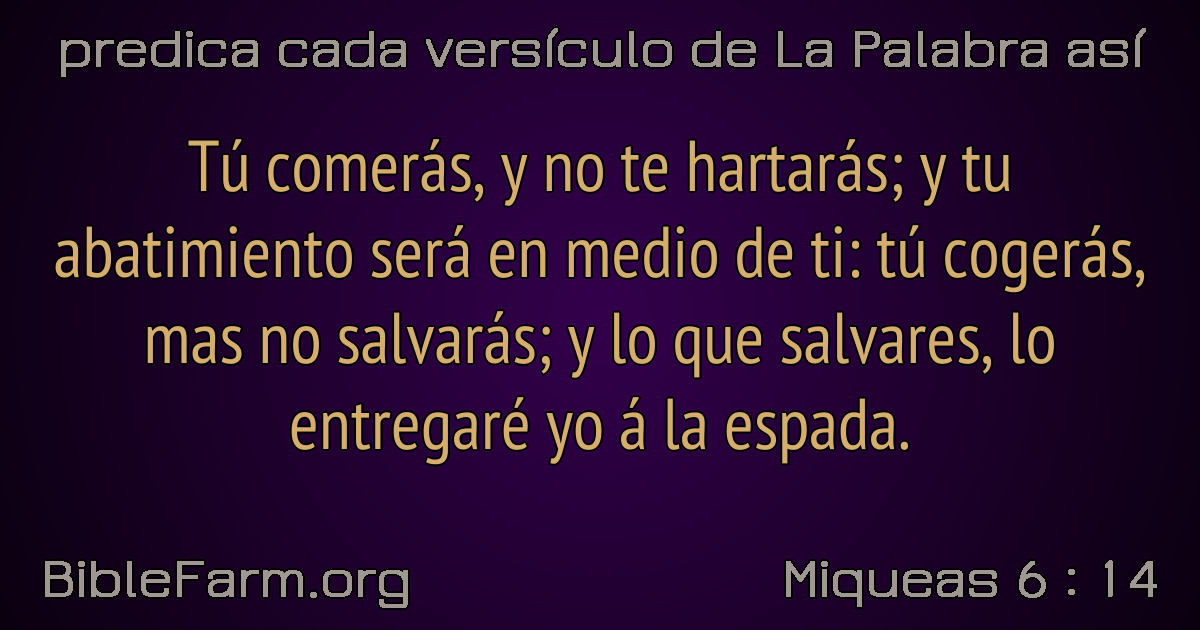 predica cada versículo de La Palabra así
Tú comerás, y no te hartarás; y tu
abatimiento será en medio de ti: tú cogerás,
mas no salvarás; y lo que salvares, lo
entregaré yo á la espada.
BibleFarm.org
Miqueas 6 : 14